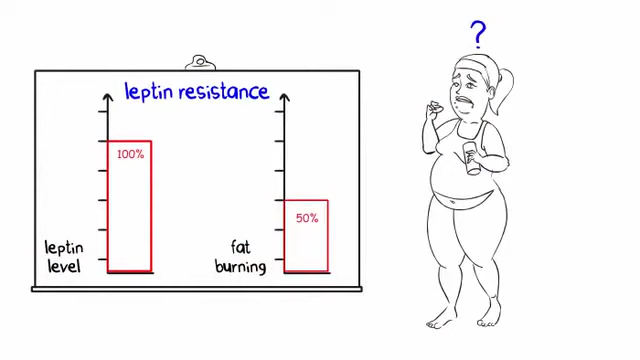 ?
leptin resistance
100%
50%
leptin
level
fat
burning